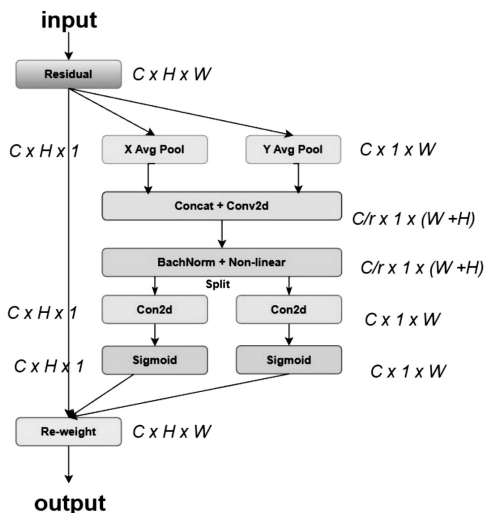 input
Residual
C x H x W
C x H x 1
X Avg Pool
Y Avg Pool
C x 1 x W
Concat + Conv2d
C/r x 1 x (W +H)
BachNorm + Non-linear
C/r x 1 x (W +H)
Split
C x H x 1
Con2d
Con2d
C x 1 x W
C x H x 1
Sigmoid
Sigmoid
C x 1 x W
Re-weight
C x H x W
output